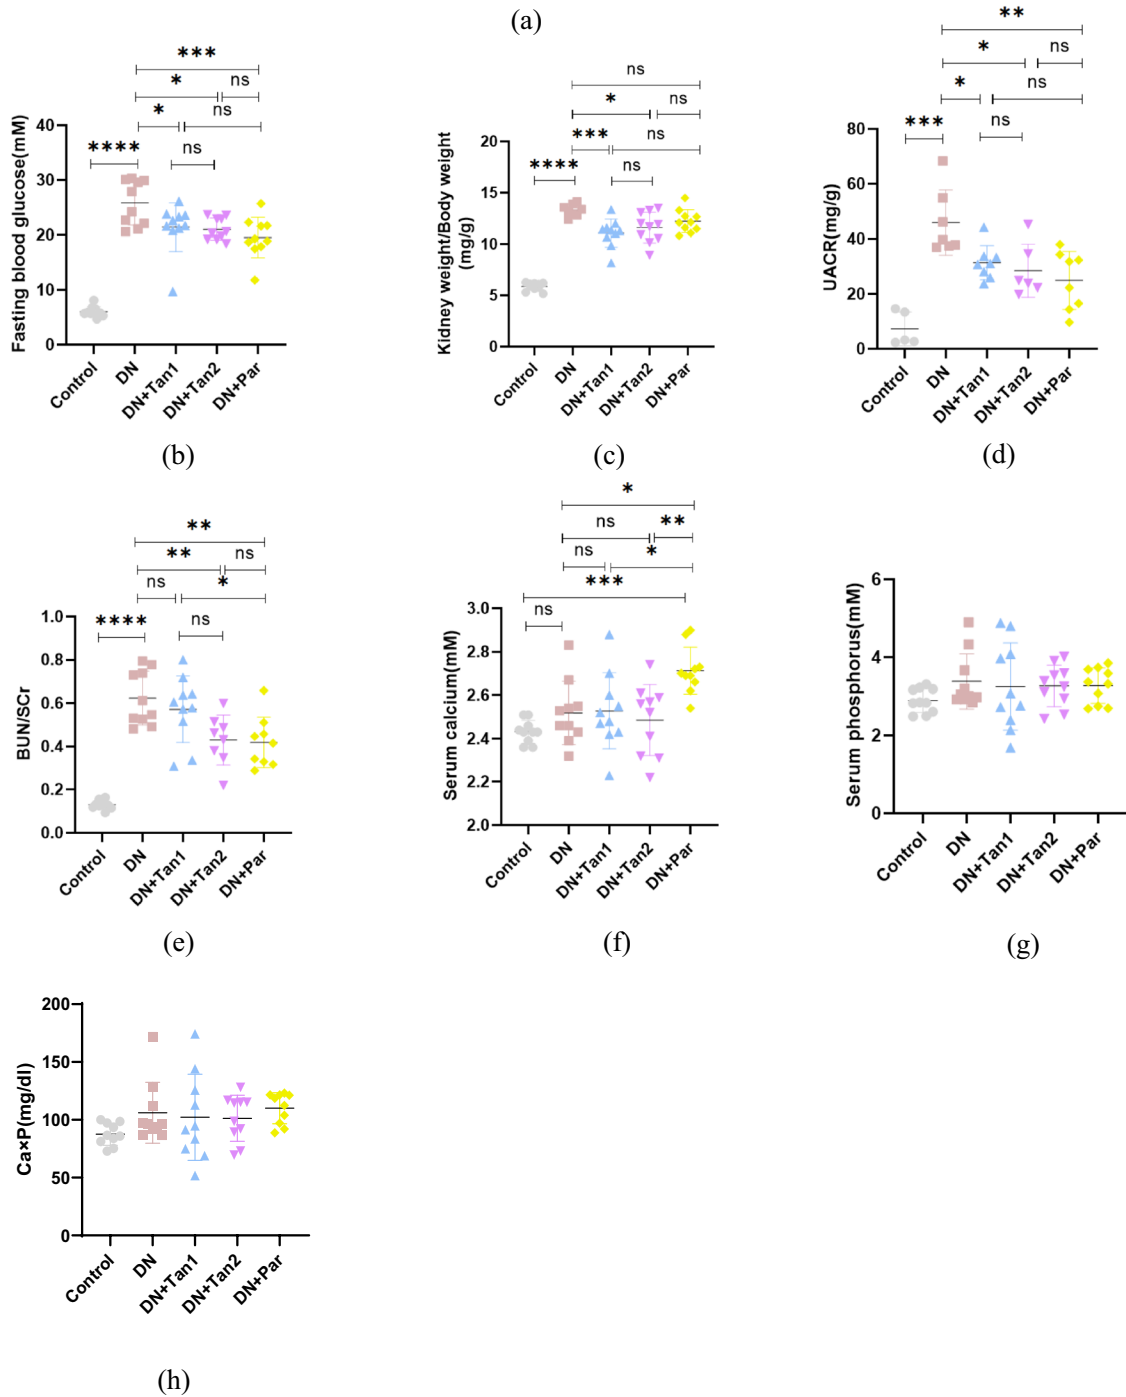 (a)
***
*
ns
*
ns
****
ns
Fasting blood glucose(mM)
40
30
20
10
0
Control
DN
DN+Tan1
DN+Tan2
DN+Par
(b)
ns
*
ns
***
ns
****
ns
Kidney weight/Body weight
(mg/g)
20
15
10
5
0
Control
DN
DN+Tan1
DN+Tan2
DN+Par
(c)
**
*
ns
*
ns
***
ns
UACR(mg/g)
80
60
40
20
0
Control
DN
DN+Tan1
DN+Tan2
DN+Par
(d)
**
**
ns
ns
*
****
ns
BUN/SCr
1.0
0.8
0.6
0.4
0.2
0.0
Control
DN
DN+Tan1
DN+Tan2
DN+Par
(e)
*
ns
**
ns
*
***
ns
Serum calcium(mM)
3.0
2.8
2.6
2.4
2.2
2.0
Control
DN
DN+Tan1
DN+Tan2
DN+Par
(f)
Serum phosphorus(mM)
6
4
2
0
Control
DN
DN+Tan1
DN+Tan2
DN+Par
(g)
Ca×P(mg/dl)
200
150
100
50
0
Control
DN
DN+Tan1
DN+Tan2
DN+Par
(h)